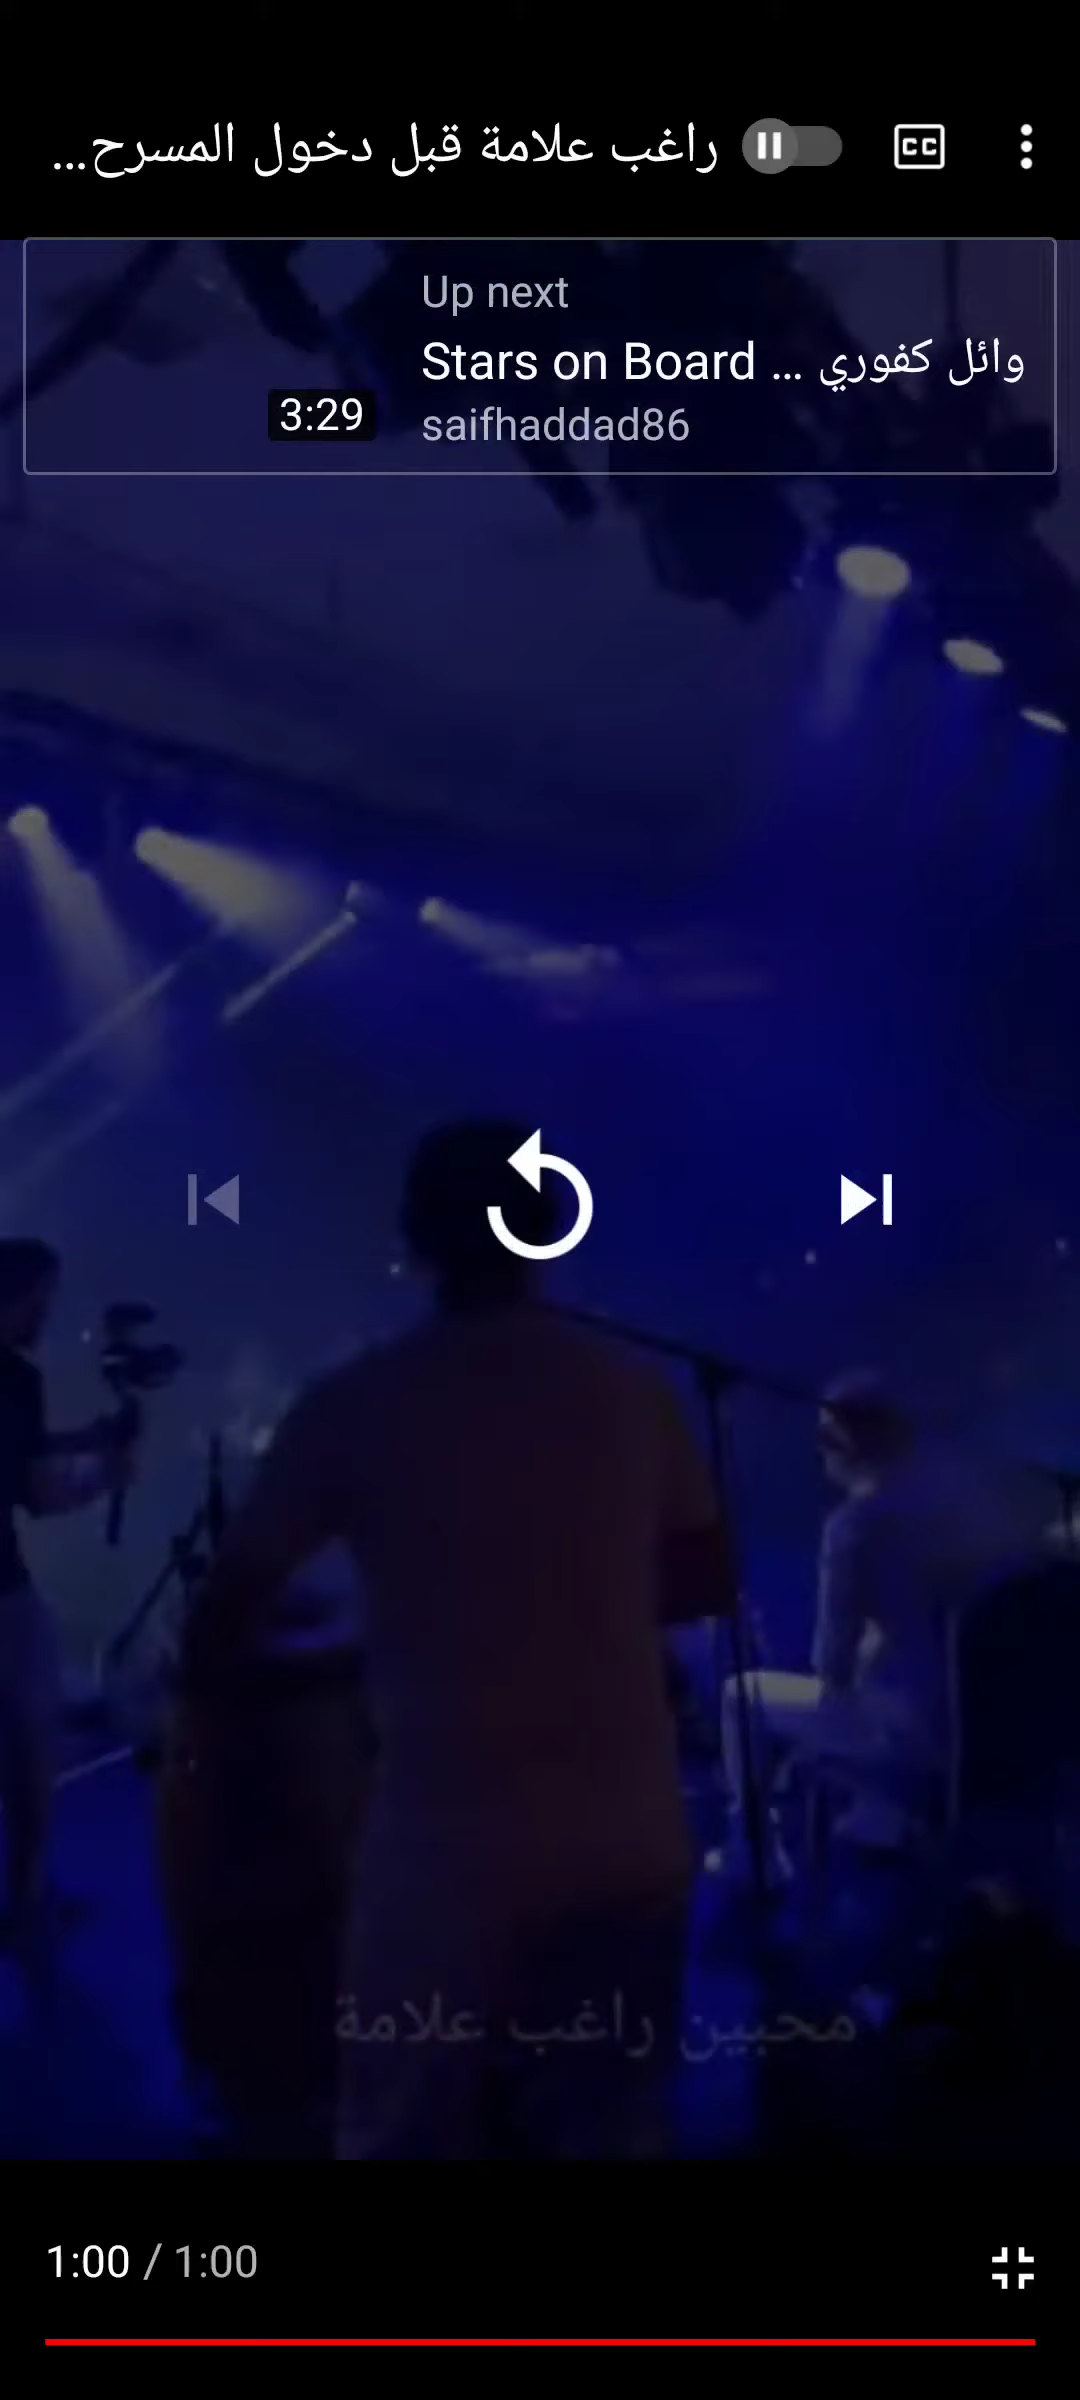 راغب علامة قبل دخول المسرح...
CC
Up next
Stars on Board ... وائل كفوري
3:29
saifhaddad86
محبين راغب علامة
1:00 / 1:00